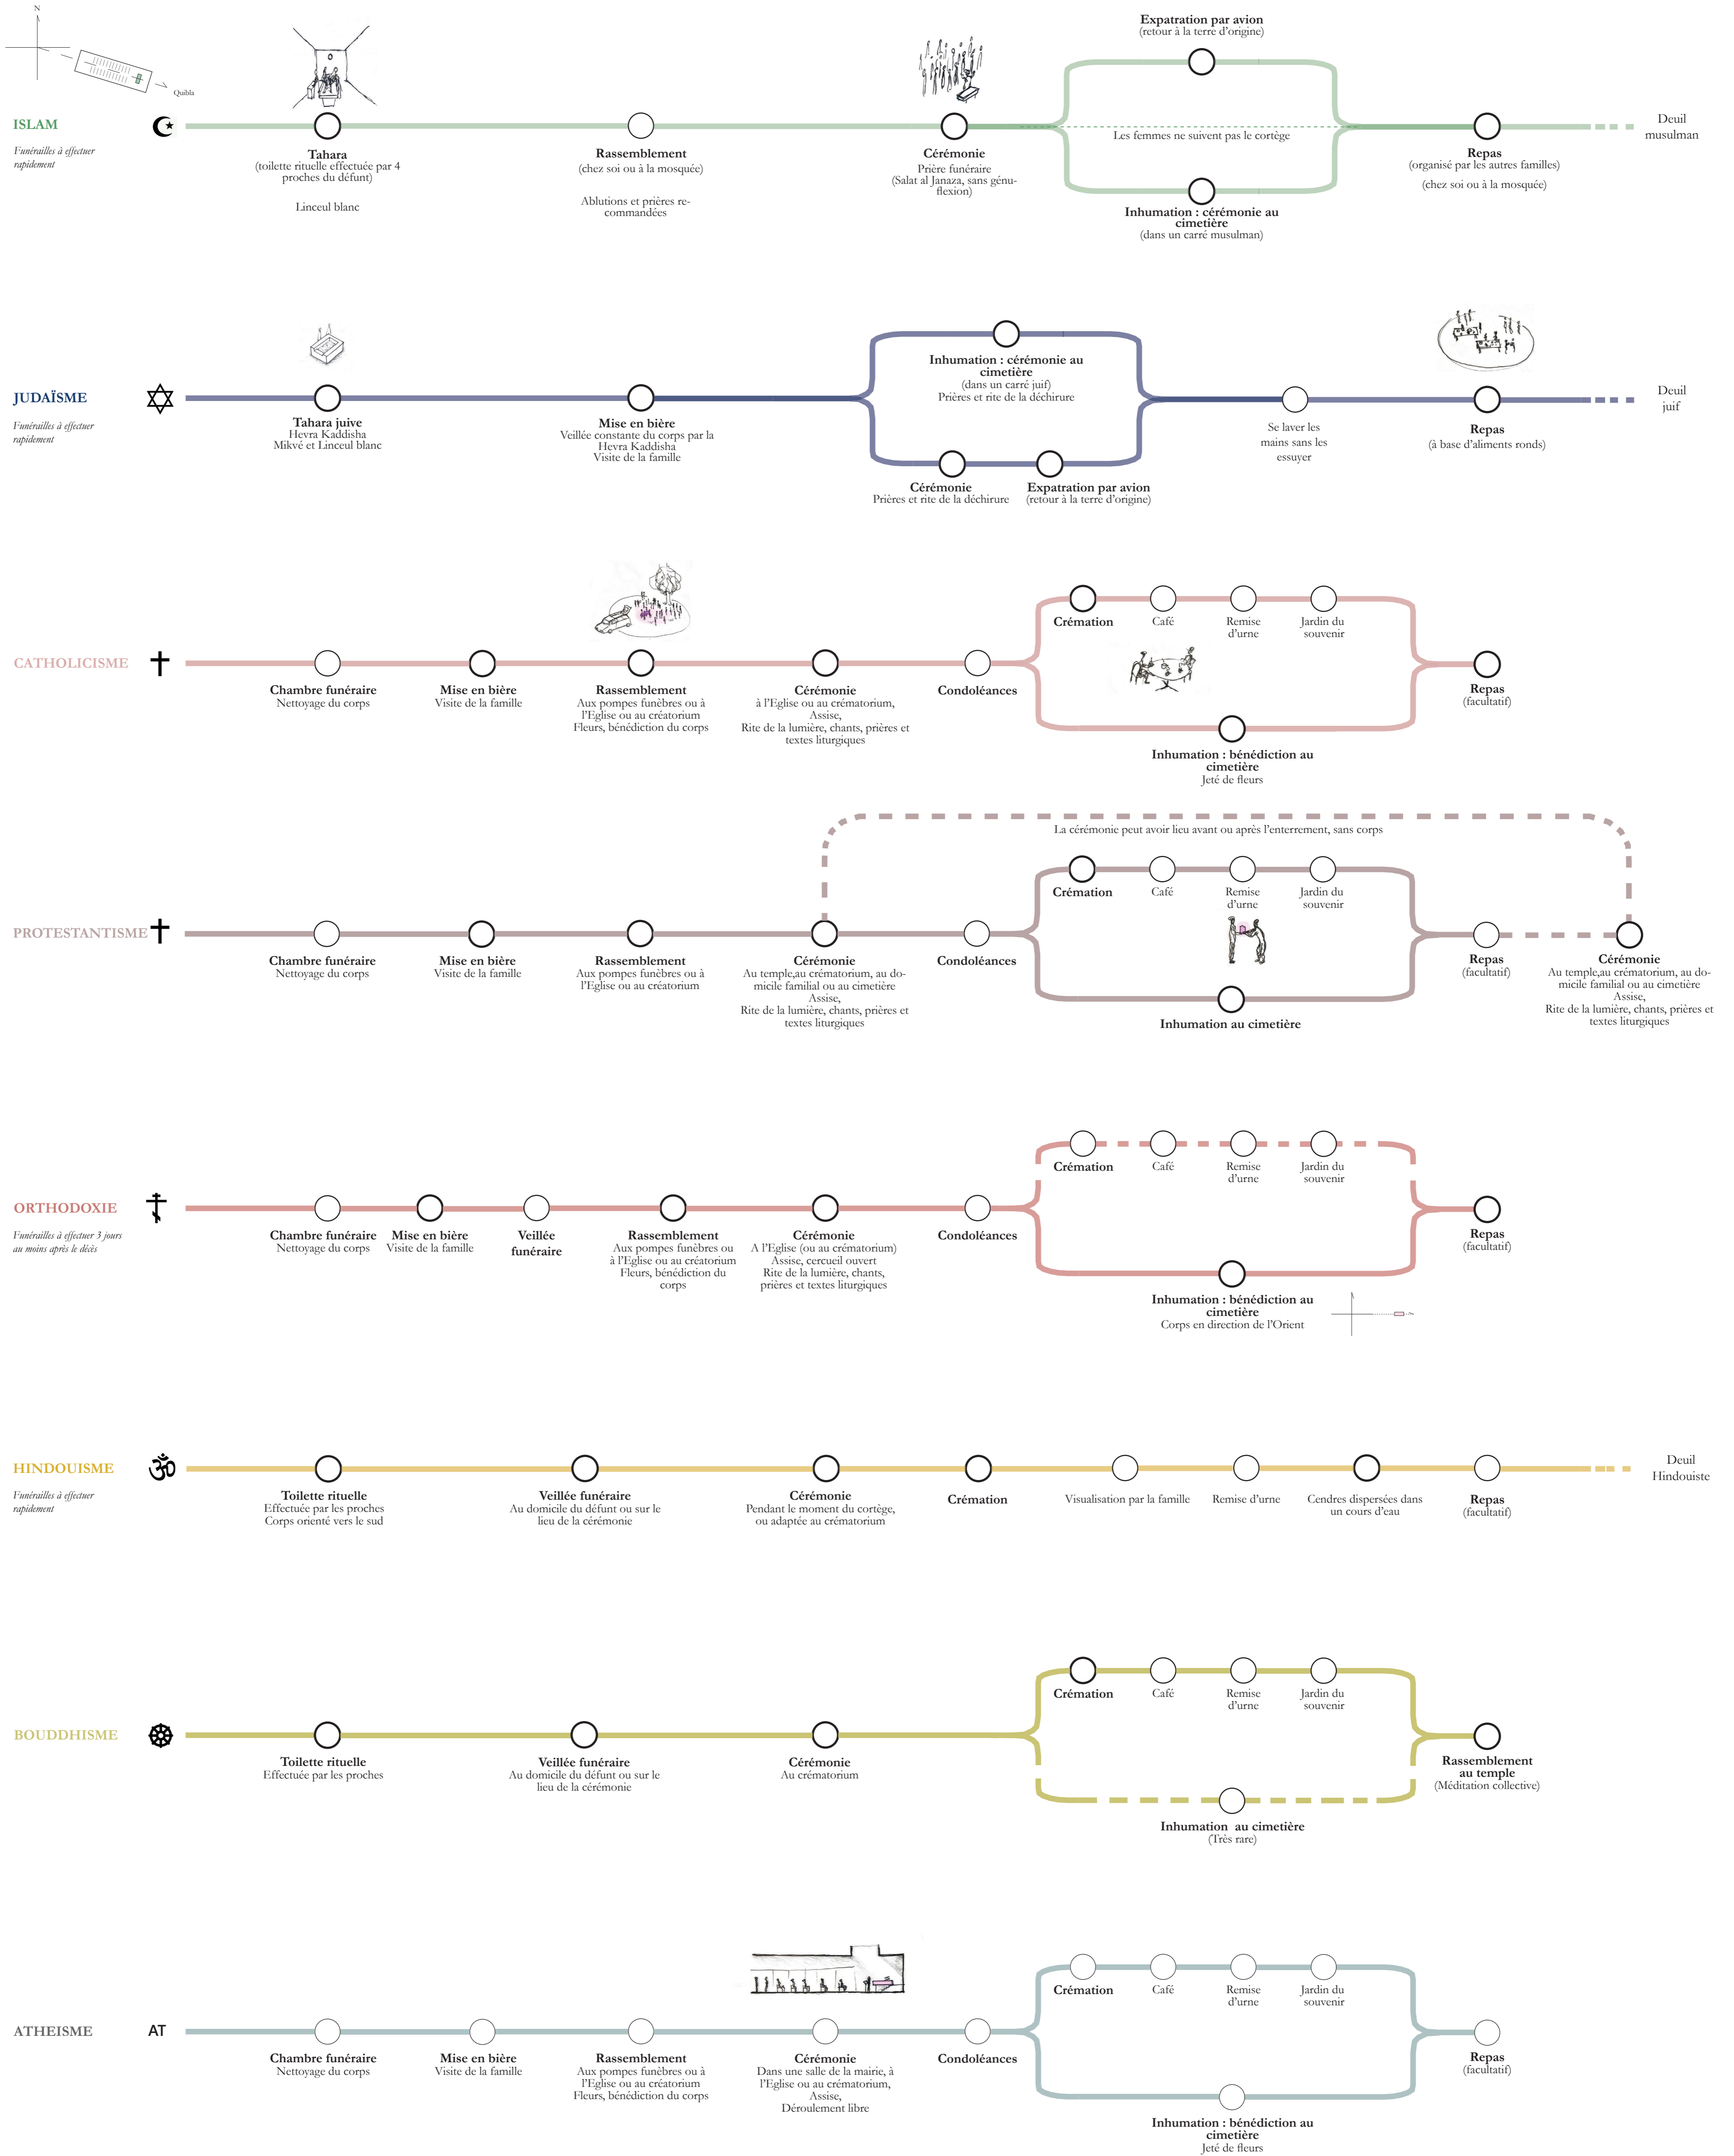 N
Quibla
ISLAM
Funérailles à effectuer
rapidement
Tahara
(toilette rituelle effectuée par 4
proches du défunt)
Linceul blanc
Rassemblement
(chez soi ou à la mosquée)
Ablutions et prières re-
commandées
Cérémonie
Prière funéraire
(Salat al Janaza, sans génu-
flexion)
Expatration par avion
(retour à la terre d'origine)
Les femmes ne suivent pas le cortège
Inhumation : cérémonie au
cimetière
(dans un carré musulman)
Repas
(organisé par les autres familles)
(chez soi ou à la mosquée)
Deuil
musulman
JUDAÏSME
Funérailles à effectuer
rapidement
Tahara juive
Hevra Kaddisha
Mikvé et Linceul blanc
Mise en bière
Veillée constante du corps par la
Hevra Kaddisha
Visite de la famille
Inhumation : cérémonie au
cimetière
(dans un carré juif)
Prières et rite de la déchirure
Cérémonie
Prières et rite de la déchirure
Expatration par avion
(retour à la terre d'origine)
Se laver les
mains sans les
essuyer
Repas
(à base d'aliments ronds)
Deuil
juif
CATHOLICISME
Chambre funéraire
Nettoyage du corps
Mise en bière
Visite de la famille
Rassemblement
Aux pompes funèbres ou à
l'Eglise ou au créatorium
Fleurs, bénédiction du corps
Cérémonie
à l'Eglise ou au crématorium,
Assise,
Rite de la lumière, chants, prières et
textes liturgiques
Condoléances
Crémation
Café
Remise
d'urne
Jardin du
souvenir
Inhumation : bénédiction au
cimetière
Jeté de fleurs
Repas
(facultatif)
La cérémonie peut avoir lieu avant ou après l'enterrement, sans corps
PROTESTANTISME
Chambre funéraire
Nettoyage du corps
Mise en bière
Visite de la famille
Rassemblement
Aux pompes funèbres ou à
l'Eglise ou au créatorium
Cérémonie
Au temple,au crématorium, au do-
micile familial ou au cimetière
Assise,
Rite de la lumière, chants, prières et
textes liturgiques
Condoléances
Crémation
Café
Remise
d'urne
Jardin du
souvenir
Inhumation au cimetière
Repas
(facultatif)
Cérémonie
Au temple,au crématorium, au do-
micile familial ou au cimetière
Assise,
Rite de la lumière, chants, prières et
textes liturgiques
ORTHODOXIE
Funérailles à effectuer 3 jours
au moins après le décès
Chambre funéraire
Nettoyage du corps
Mise en bière
Visite de la famille
Veillée
funéraire
Rassemblement
Aux pompes funèbres ou
à l'Eglise ou au créatorium
Fleurs, bénédiction du
corps
Cérémonie
A l'Eglise (ou au crématorium)
Assise, cercueil ouvert
Rite de la lumière, chants,
prières et textes liturgiques
Condoléances
Crémation
Café
Remise
d'urne
Jardin du
souvenir
Inhumation : bénédiction au
cimetière
Corps en direction de l'Orient
Repas
(facultatif)
HINDOUISME
Funérailles à effectuer
rapidement
Toilette rituelle
Effectuée par les proches
Corps orienté vers le sud
Veillée funéraire
Au domicile du défunt ou sur le
lieu de la cérémonie
Cérémonie
Pendant le moment du cortège,
ou adaptée au crématorium
Crémation
Visualisation par la famille
Remise d'urne
Cendres dispersées dans
un cours d'eau
Repas
(facultatif)
Deuil
Hindouiste
BOUDDHISME
Toilette rituelle
Effectuée par les proches
Veillée funéraire
Au domicile du défunt ou sur le
lieu de la cérémonie
Cérémonie
Au crématorium
Crémation
Café
Remise
d'urne
Jardin du
souvenir
Inhumation au cimetière
(Très rare)
Rassemblement
au temple
(Méditation collective)
ATHEISME
AT
Chambre funéraire
Nettoyage du corps
Mise en bière
Visite de la famille
Rassemblement
Aux pompes funèbres ou à
l'Eglise ou au créatorium
Fleurs, bénédiction du corps
Cérémonie
Dans une salle de la mairie, à
l'Eglise ou au crématorium,
Assise,
Déroulement libre
Condoléances
Crémation
Café
Remise
d'urne
Jardin du
souvenir
Inhumation : bénédiction au
cimetière
Jeté de fleurs
Repas
(facultatif)